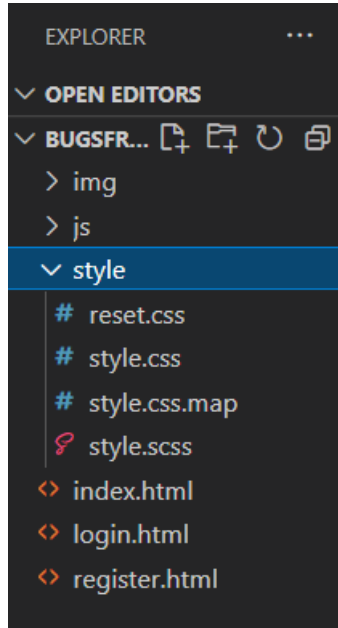 EXPLORER
OPEN EDITORS
BUGSFR...
img
js
style
reset.css
style.css
style.css.map
style.scss
index.html
login.html
register.html